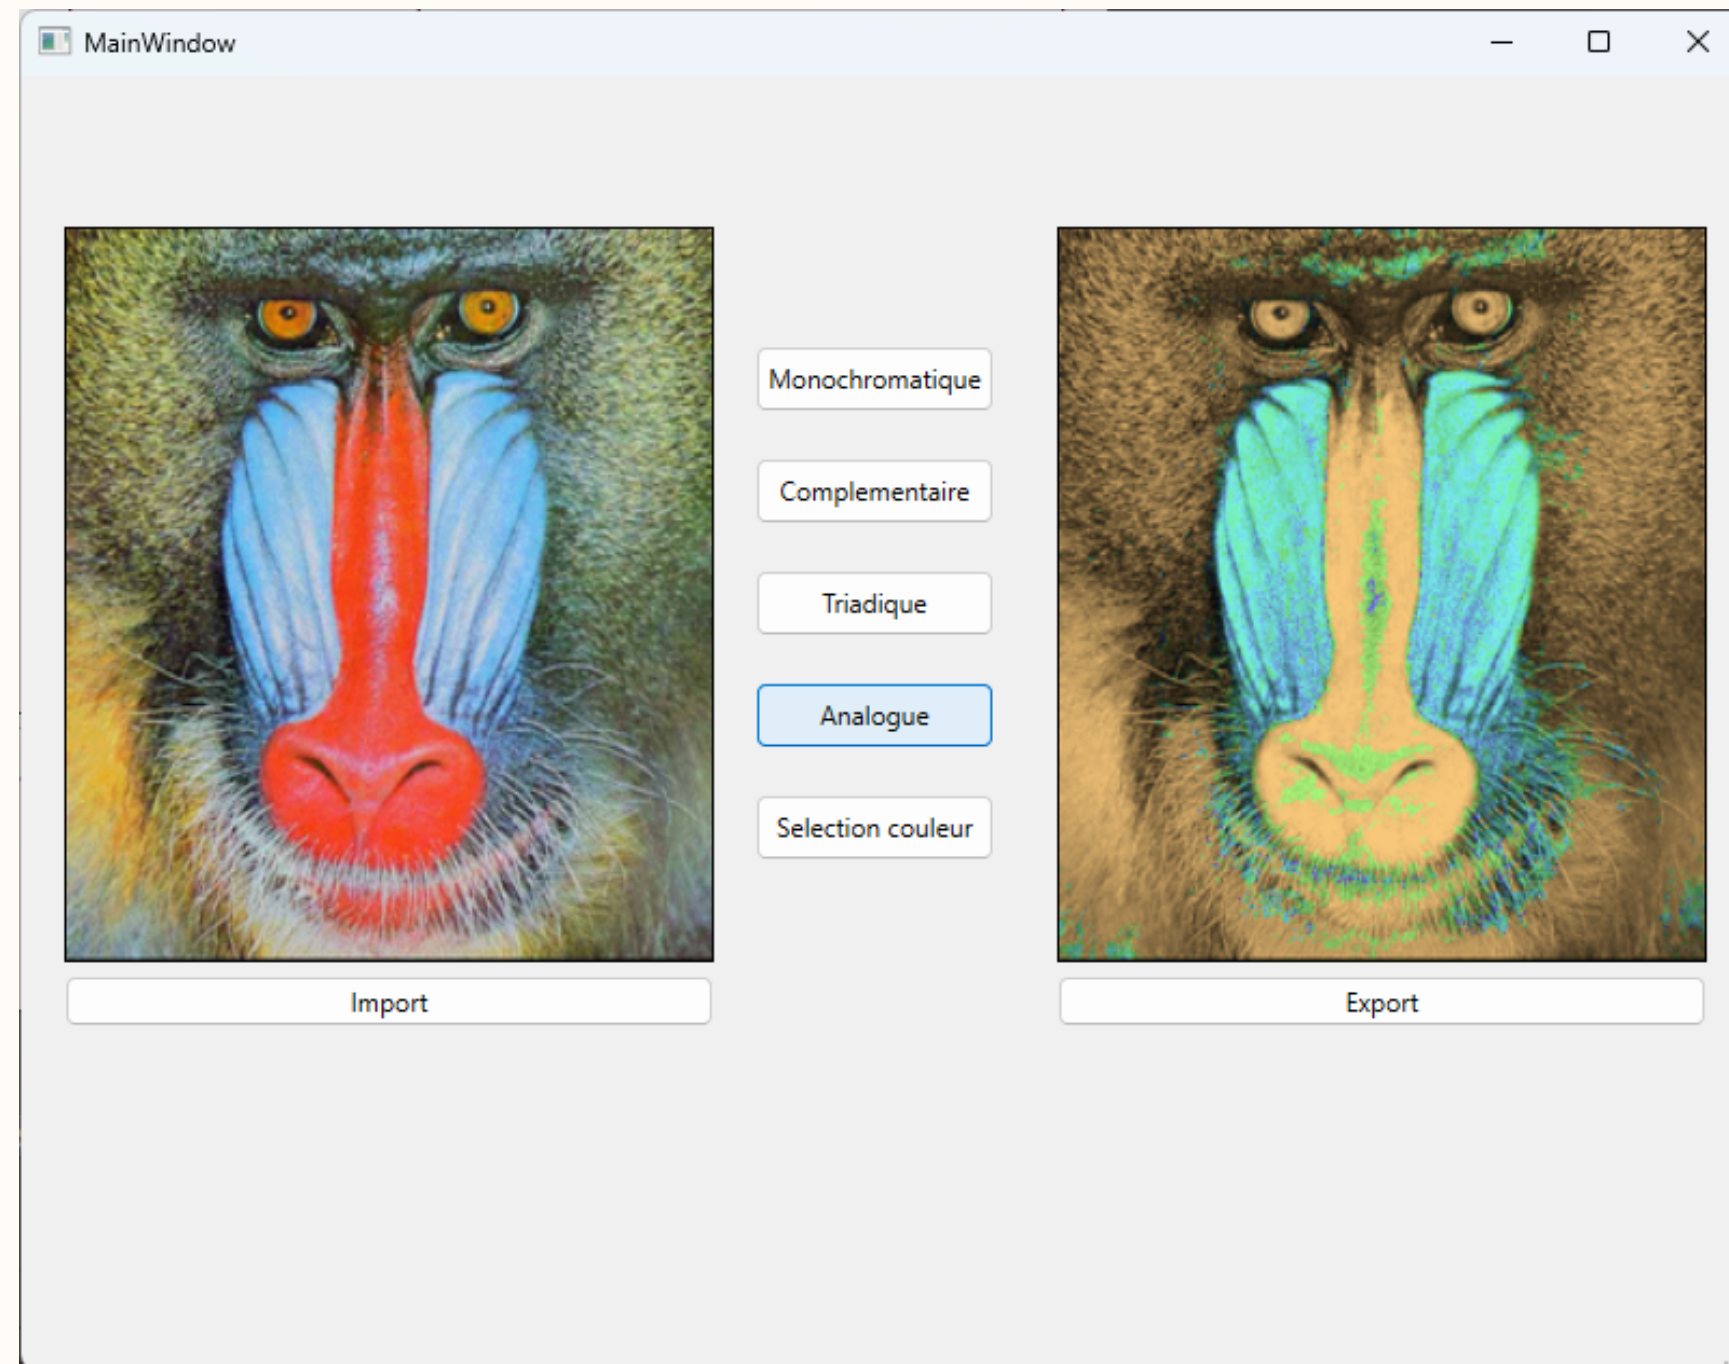 MainWindow
Monochromatique
Complementaire
Triadique
Analogue
Selection couleur
Import
Export